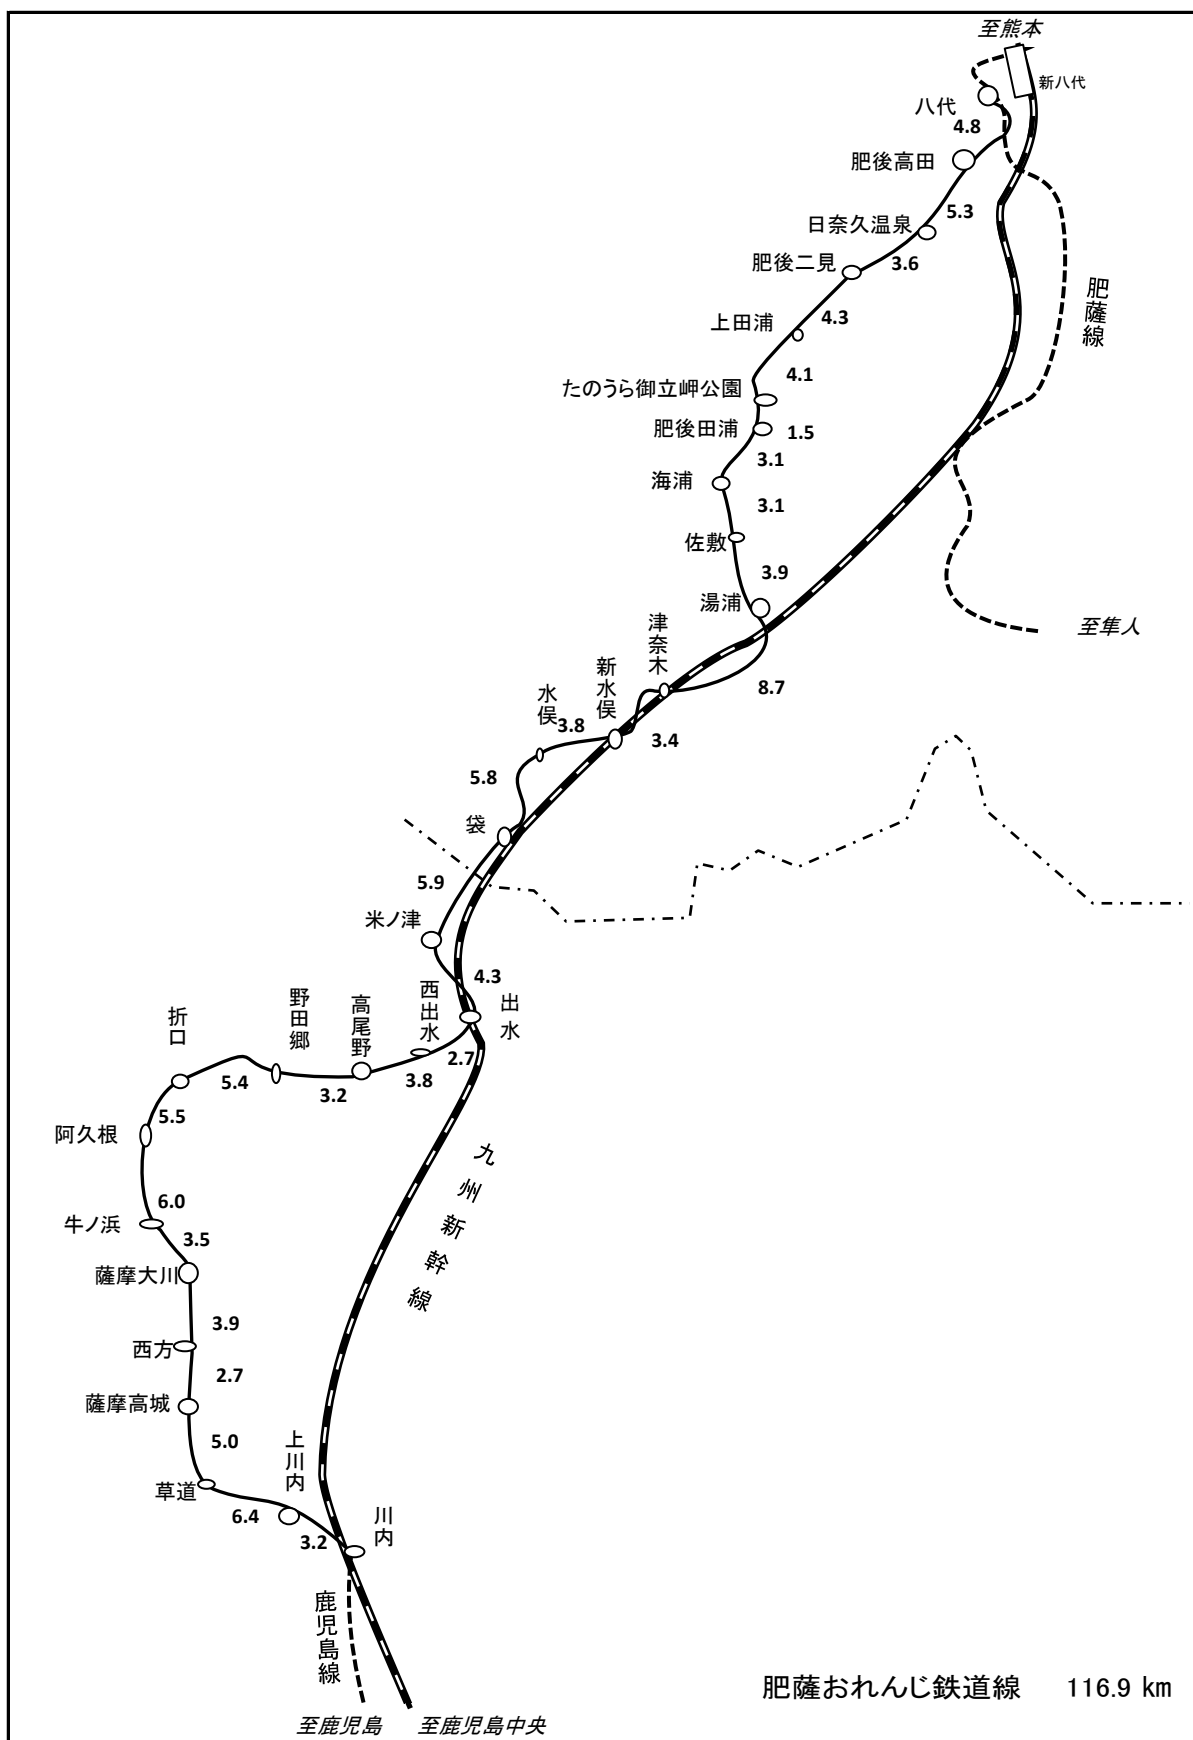 至熊本
新八代
八代
4.8
肥後高田
5.3
日奈久温泉
3.6
肥後二見
4.3
上田浦
4.1
たのうら御立岬公園
1.5
肥後田浦
3.1
海浦
3.1
佐敷
3.9
湯浦
肥薩線
至隼人
8.7
津奈木
3.4
新水俣
3.8
水俣
5.8
袋
5.9
米ノ津
4.3
出水
2.7
西出水
3.8
高尾野
3.2
野田郷
5.4
折口
5.5
阿久根
6.0
牛ノ浜
3.5
薩摩大川
3.9
西方
2.7
薩摩高城
5.0
草道
6.4
上川内
3.2
川内
九州新幹線
鹿児島線
至鹿児島
至鹿児島中央
肥薩おれんじ鉄道線 116.9 km